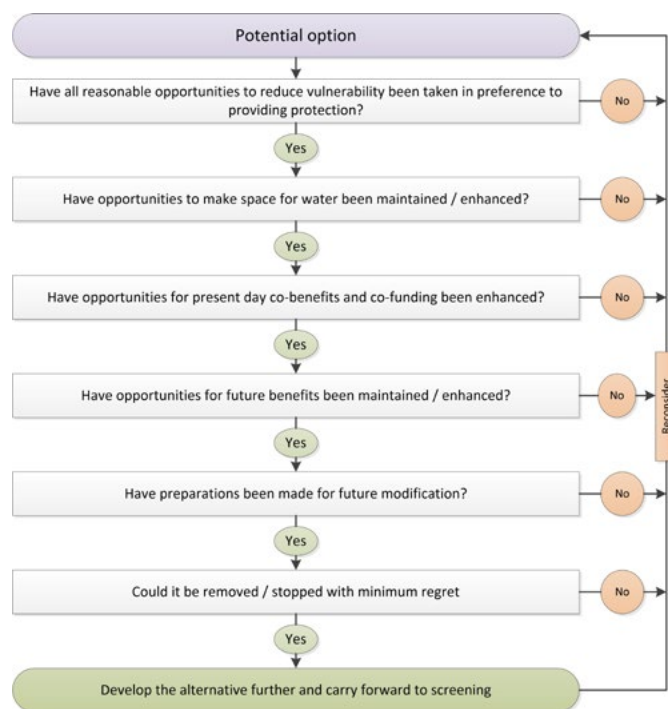 Potential option
Have all reasonable opportunities to reduce vulnerability been taken in preference to
providing protection?
No
Yes
Have opportunities to make space for water been maintained / enhanced?
No
Yes
Have opportunities for present day co-benefits and co-funding been enhanced?
No
Yes
Have opportunities for future benefits been maintained / enhanced?
No
Reconsider
Yes
Have preparations been made for future modification?
No
Yes
Could it be removed / stopped with minimum regret
No
Yes
Develop the alternative further and carry forward to screening